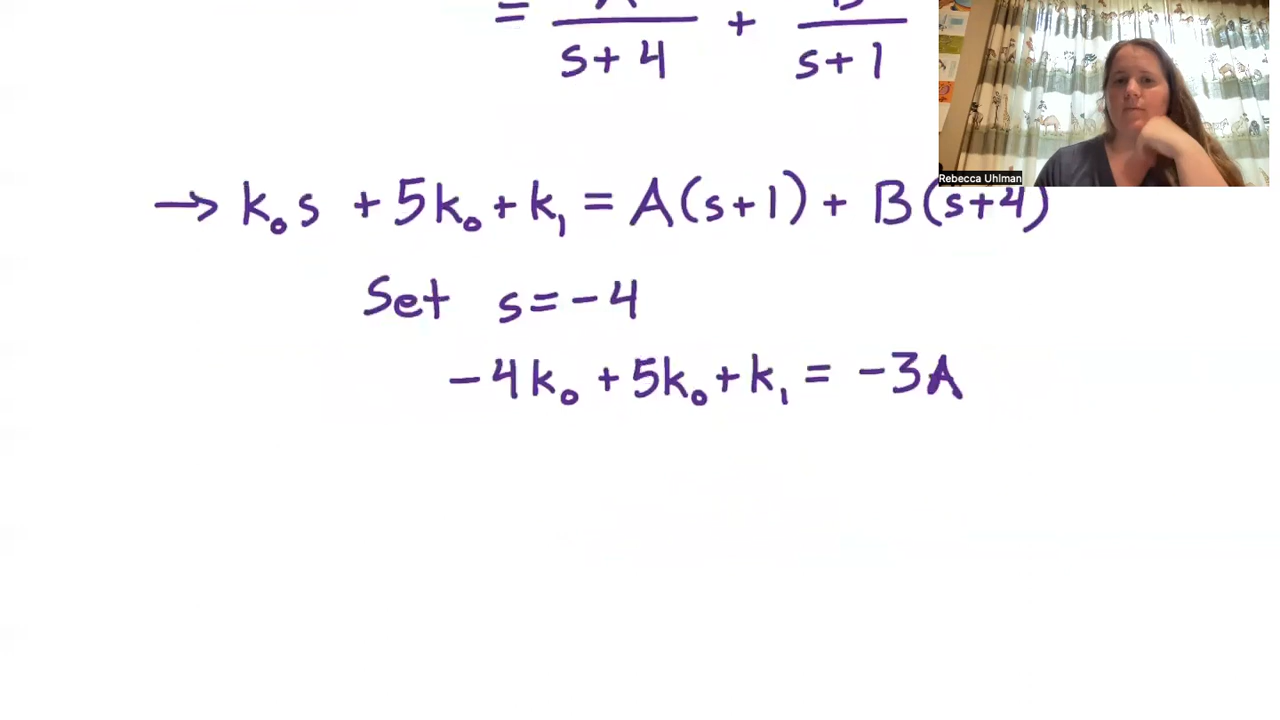 = A/(s+4) + B/(s+1)
Rebecca Uhlman
→ k₀s + 5k₀ + k₁ = A(s+1) + B(s+4)
Set s = -4
-4k₀ + 5k₀ + k₁ = -3A